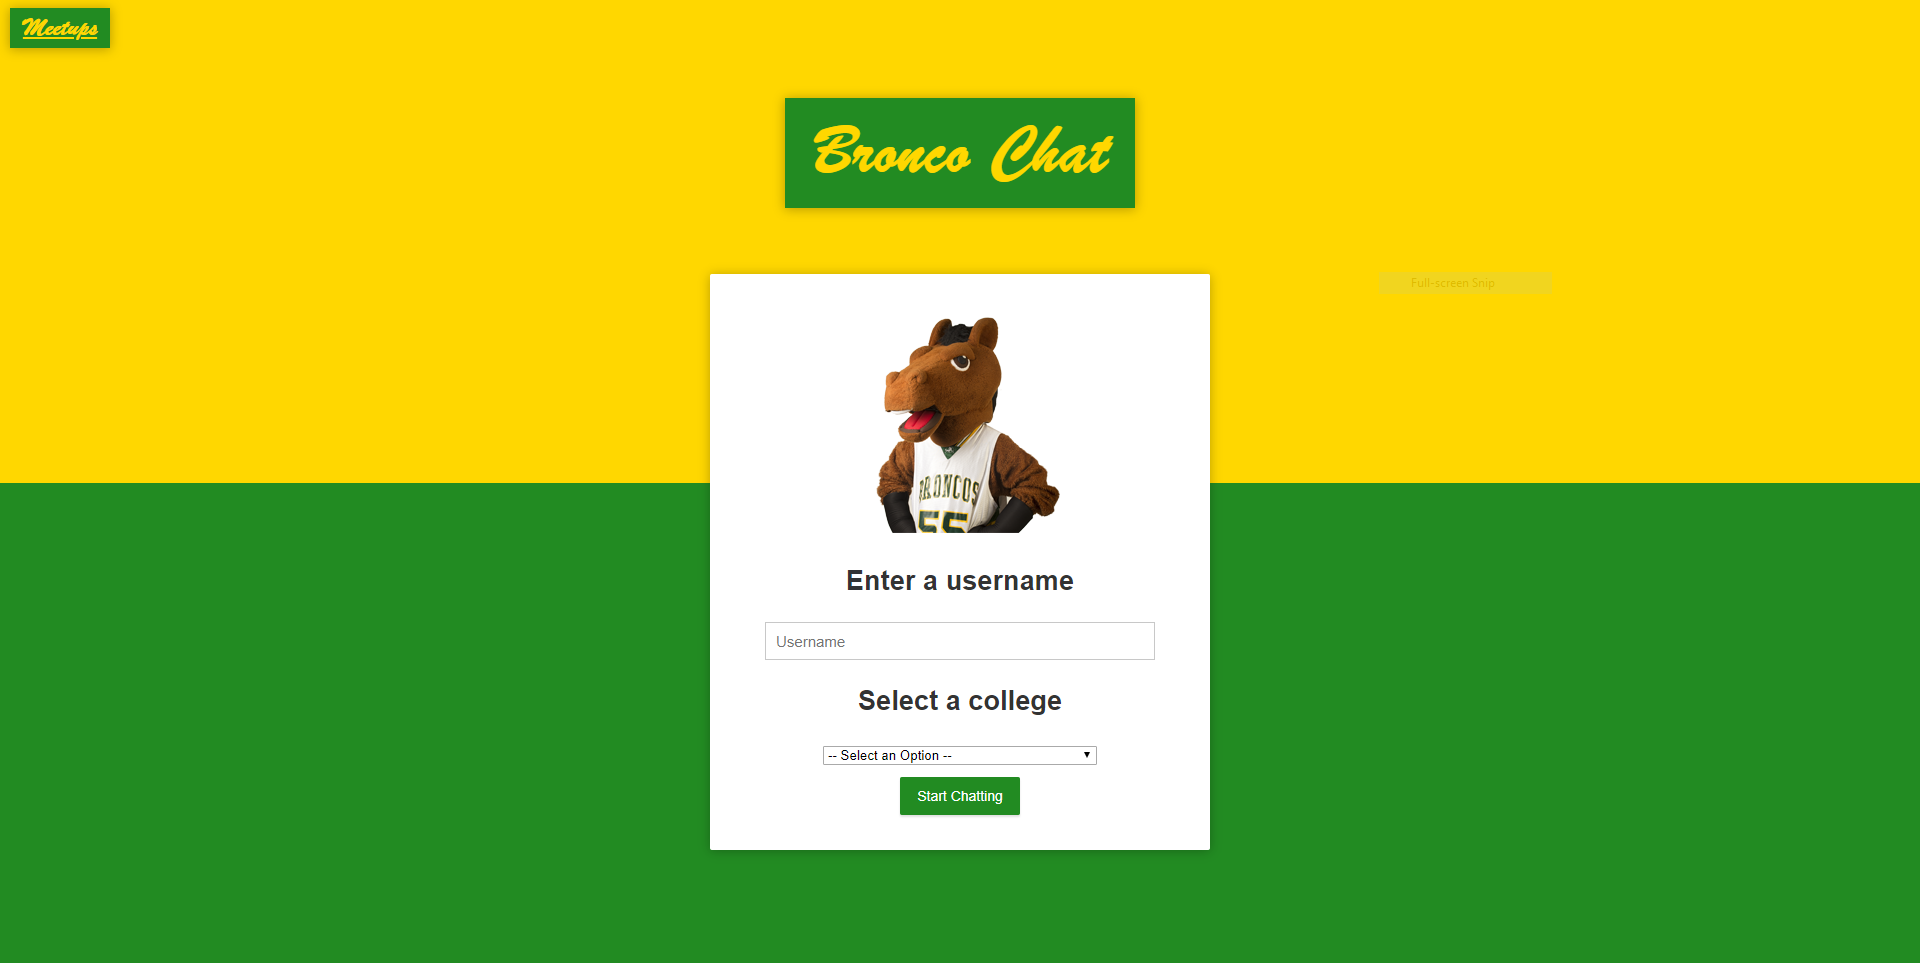 Meetups
Bronco Chat
Full-screen Snip
BRONCOS
55
Enter a username
Username
Select a college
-- Select an Option --
Start Chatting